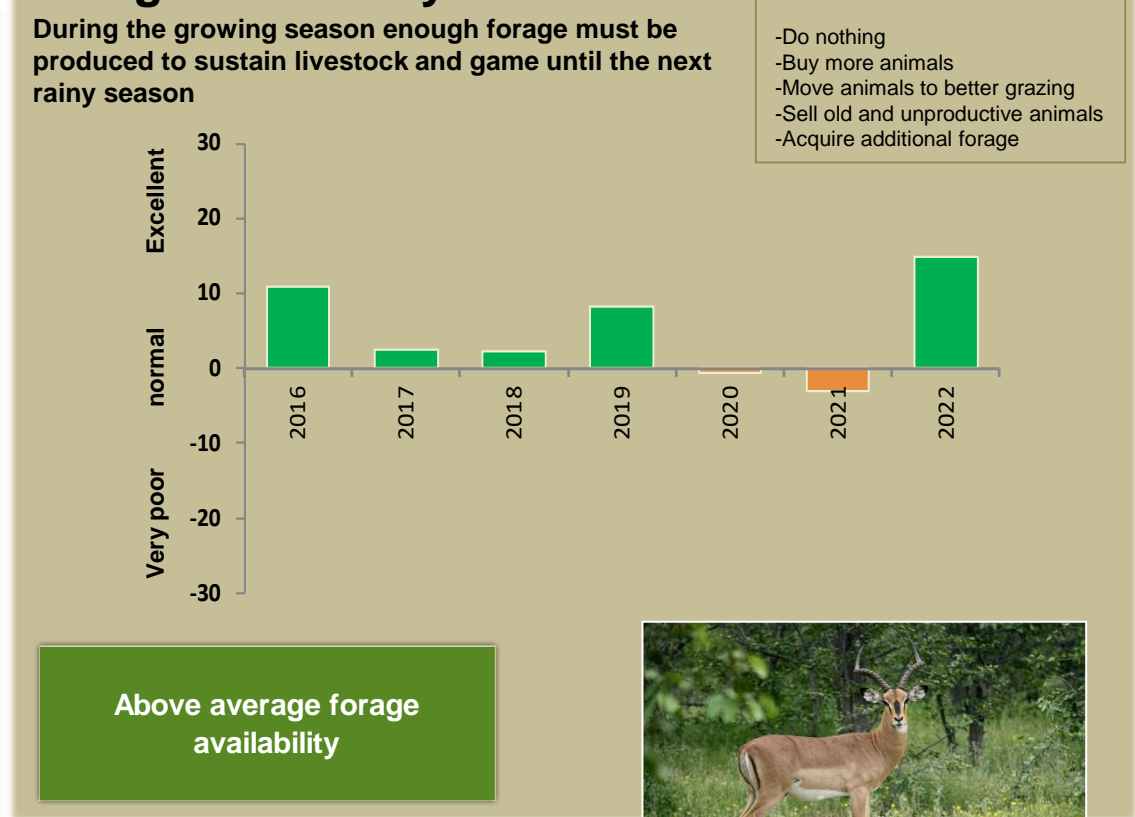 During the growing season enough forage must be
produced to sustain livestock and game until the next
rainy season
-Do nothing
-Buy more animals
-Move animals to better grazing
-Sell old and unproductive animals
-Acquire additional forage
Excellent
normal
Very poor
30
20
10
0
-10
-20
-30
2016
2017
2018
2019
2020
2021
2022
Above average forage
availability